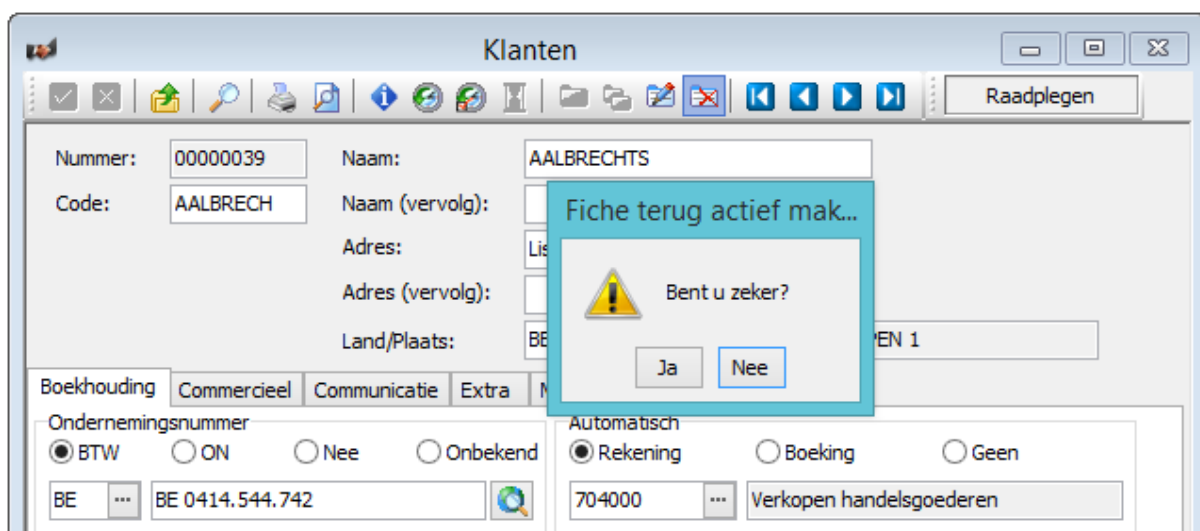 Klanten
Raadplegen
Nummer: 00000039 Naam: AALBRECHTS
Code: AALBRECH Naam (vervolg):
Fiche terug actief mak...
Adres: Lis
Adres (vervolg):
Bent u zeker?
Land/Plaats: BE PEN 1
Ja Nee
Boekhouding Commercieel Communicatie Extra
Ondernemingsnummer Automatisch
BTW ON Nee Onbekend Rekening Boeking Geen
BE ... BE 0414.544.742 704000 ... Verkopen handelsgoederen